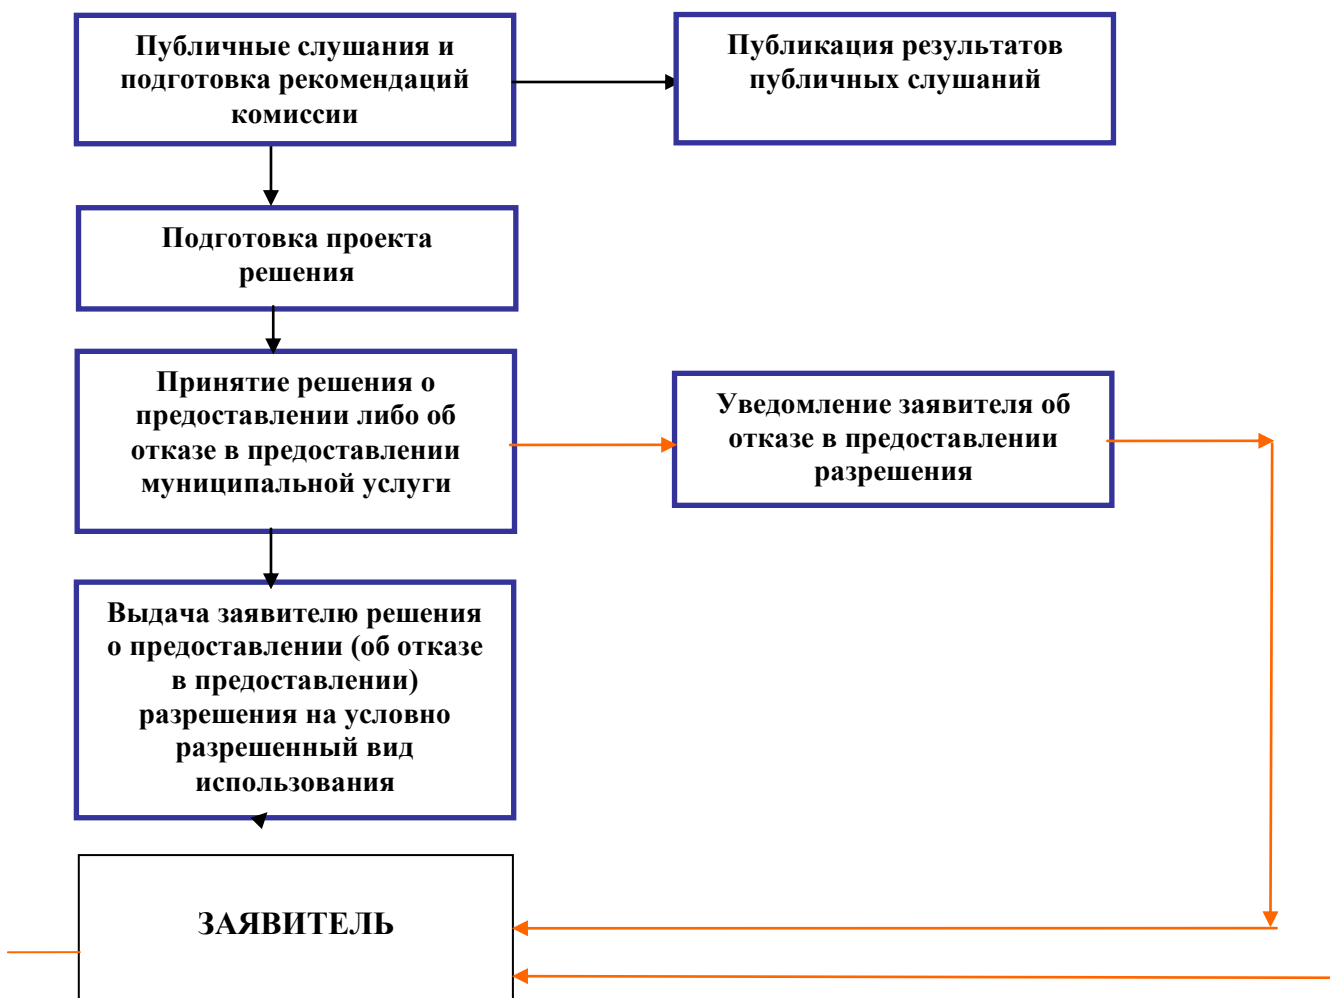 Публичные слушания и
подготовка рекомендаций
комиссии
Публикация результатов
публичных слушаний
Подготовка проекта
решения
Принятие решения о
предоставлении либо об
отказе в предоставлении
муниципальной услуги
Уведомление заявителя об
отказе в предоставлении
разрешения
Выдача заявителю решения
о предоставлении (об отказе
в предоставлении)
разрешения на условно
разрешенный вид
использования
ЗАЯВИТЕЛЬ